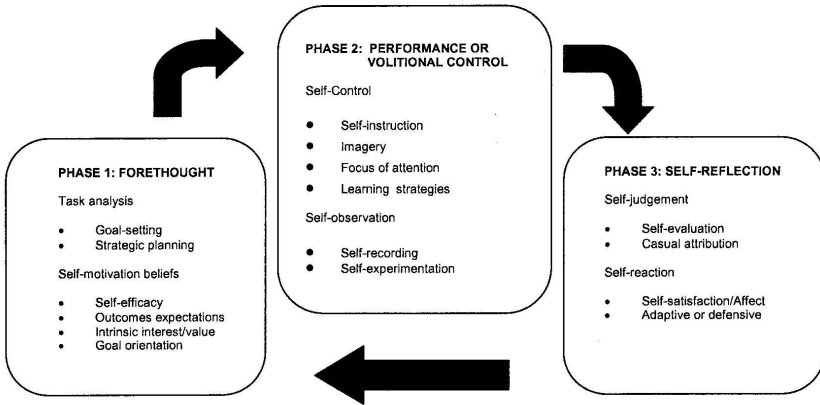 PHASE 1: FORETHOUGHT
Task analysis
• Goal-setting
• Strategic planning
Self-motivation beliefs
• Self-efficacy
• Outcomes expectations
• Intrinsic interest/value
• Goal orientation
PHASE 2: PERFORMANCE OR
VOLITIONAL CONTROL
Self-Control
• Self-instruction
• Imagery
• Focus of attention
• Learning strategies
Self-observation
• Self-recording
• Self-experimentation
PHASE 3: SELF-REFLECTION
Self-judgement
• Self-evaluation
• Casual attribution
Self-reaction
• Self-satisfaction/Affect
• Adaptive or defensive